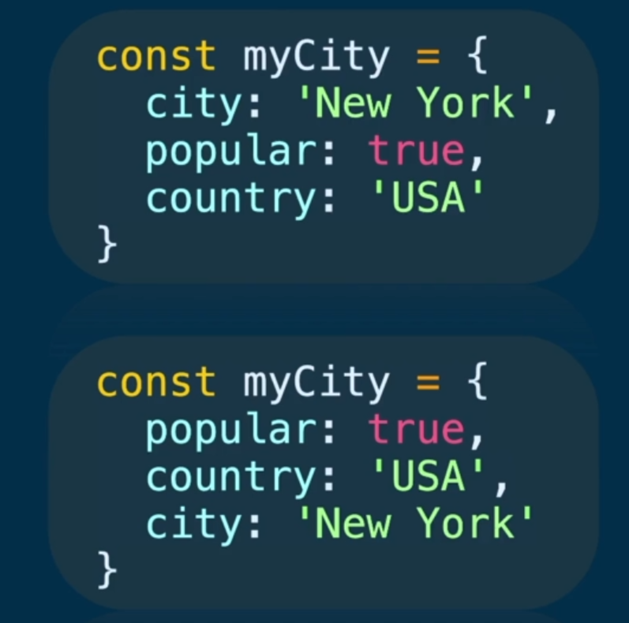 const myCity = {
  city: 'New York',
  popular: true,
  country: 'USA'
}
const myCity = {
  popular: true,
  country: 'USA',
  city: 'New York'
}